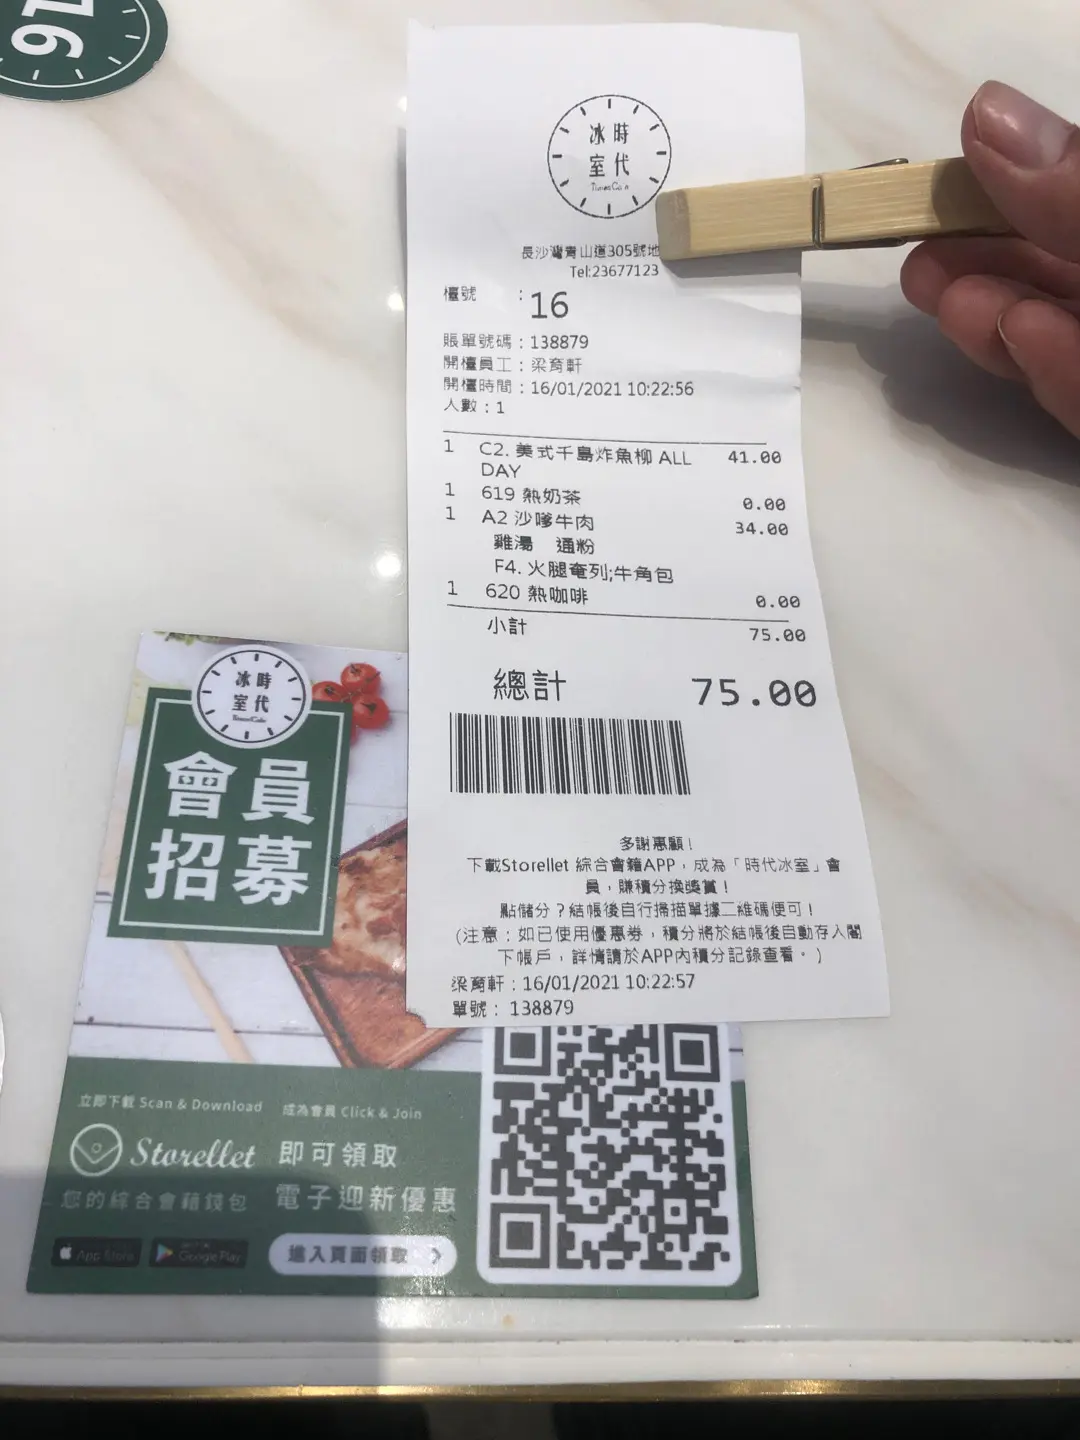 16
冰時
室代
長沙灣青山道305號地
Tel:23677123
檯號 : 16
賬單號碼 : 138879
開檯員工 : 梁育軒
開檯時間 : 16/01/2021 10:22:56
人數 : 1
1 C2. 美式千島炸魚柳 ALL DAY 41.00
1 619 熱奶茶 0.00
1 A2 沙嗲牛肉 34.00
雞湯 通粉
F4. 火腿奄列;牛角包
1 620 熱咖啡 0.00
小計 75.00
總計 75.00
多謝惠顧!
下載Storellet 綜合會籍APP，成為「時代冰室」會
員，賺積分換獎賞!
點儲分?結帳後自行掃描單據二維碼便可!
(注意：如已使用優惠券，積分將於結帳後自動存入閣
下帳戶，詳情請於APP內積分記錄查看。)
梁育軒 : 16/01/2021 10:22:57
單號 : 138879
冰時
室代
TimesCafe
會員
招募
立即下載 Scan & Download
成為會員 Click & Join
Storellet
即可領取
您的綜合會藉錢包
電子迎新優惠
App Store
Google Play
進入頁面領取 >